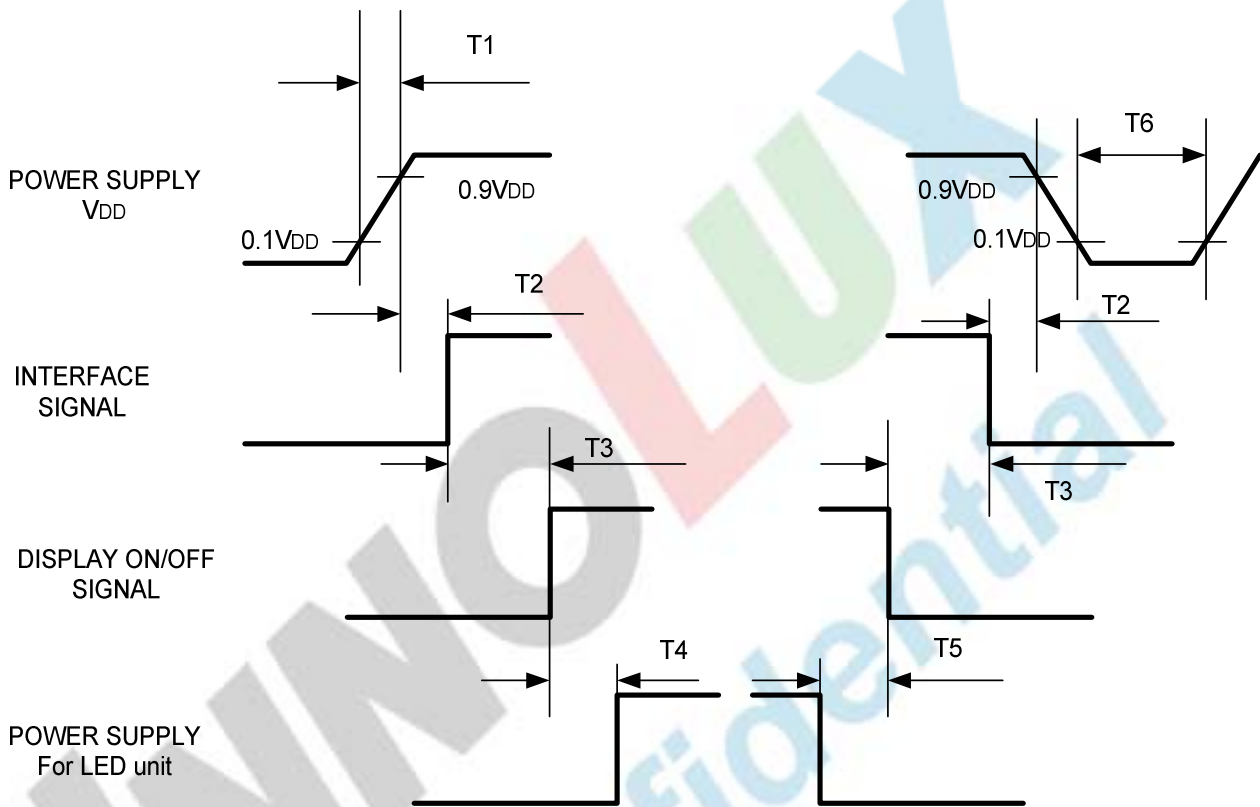 T1
T6
POWER SUPPLY
VDD
0.9VDD
0.9VDD
0.1VDD
0.1VDD
T2
T2
INTERFACE
SIGNAL
T3
T3
DISPLAY ON/OFF
SIGNAL
T4
T5
POWER SUPPLY
For LED unit
INNOLUX
Confidential